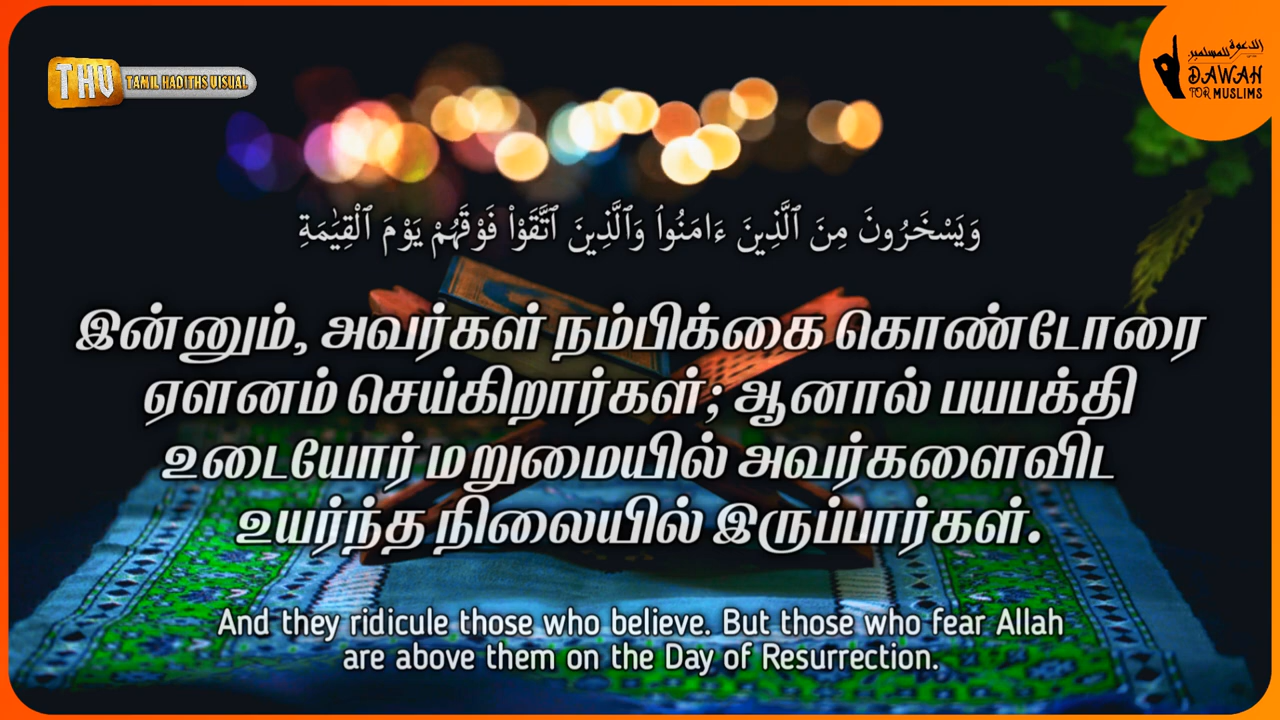 THV TAMIL HADITHS VISUAL
الدعوة للمسلمين
DAWAH
FOR MUSLIMS
وَيَسْخَرُونَ مِنَ ٱلَّذِينَ ءَامَنُواْ وَٱلَّذِينَ ٱتَّقَوْاْ فَوْقَهُمْ يَوْمَ ٱلْقِيَٰمَةِ
இன்னும், அவர்கள் நம்பிக்கை கொண்டோரை
ஏளனம் செய்கிறார்கள்; ஆனால் பயபக்தி
உடையோர் மறுமையில் அவர்களைவிட
உயர்ந்த நிலையில் இருப்பார்கள்.
And they ridicule those who believe. But those who fear Allah
are above them on the Day of Resurrection.